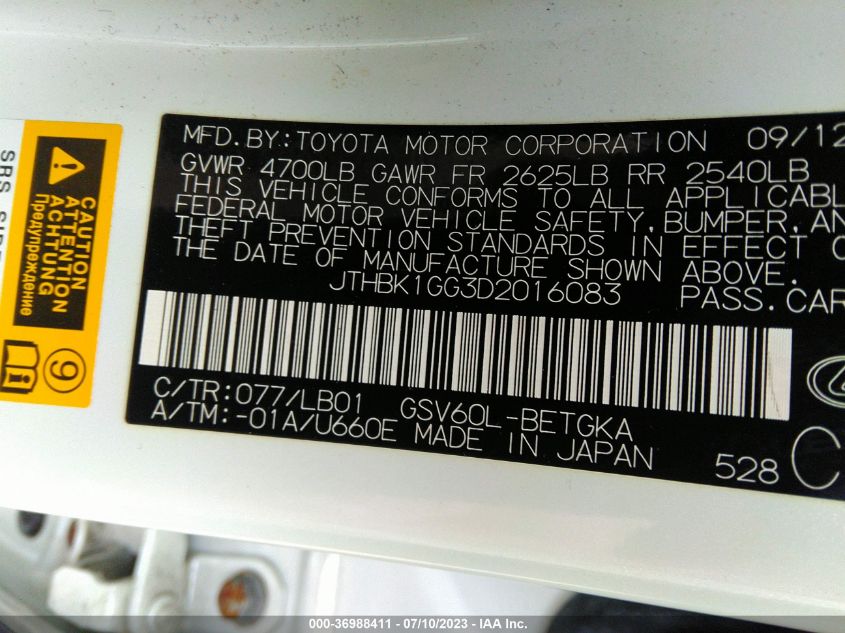 MFD.BY:TOYOTA MOTOR CORPORATION 09/12
GVWR 4700LB GAWR FR 2625LB RR 2540LB
THIS VEHICLE CONFORMS TO ALL APPLICABL
FEDERAL MOTOR VEHICLE SAFETY,BUMPER,AN
THEFT PREVENTION STANDARDS IN EFFECT O
THE DATE OF MANUFACTURE SHOWN ABOVE.
JTHBK1GG3D2016083 PASS.CAR
C/TR:077/LB01 GSV60L-BETGKA
A/TM:-01A/U660E MADE IN JAPAN
528 C
CAUTION
ATTENTION
ACHTUNG
Предупреждение
9
SRS
000-36988411 - 07/10/2023 - IAA Inc.